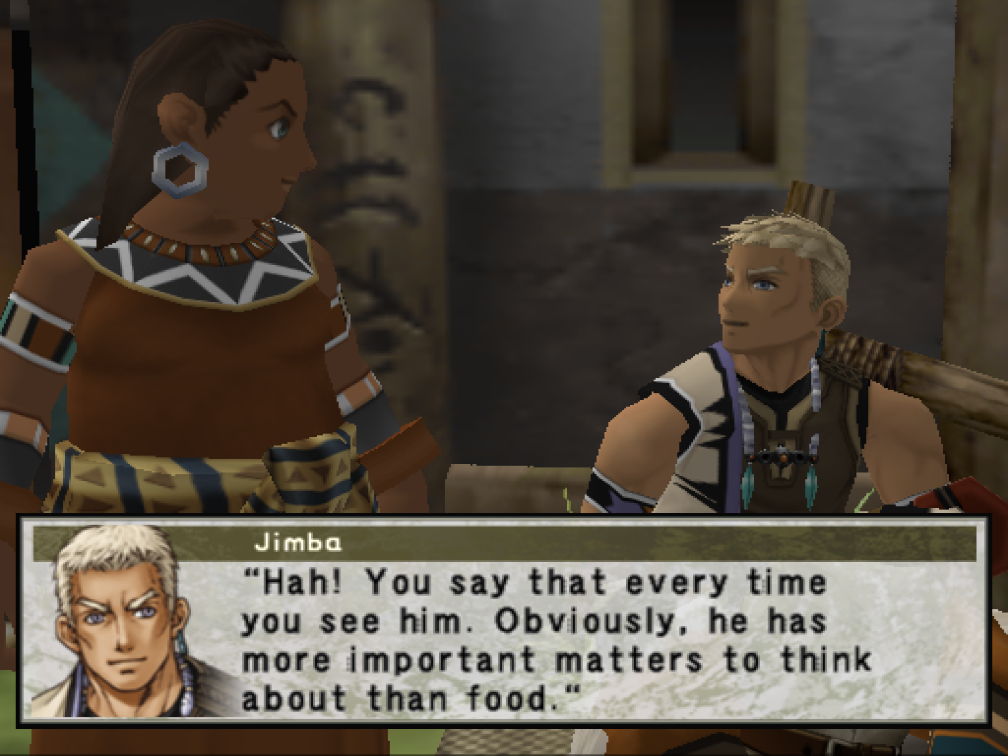 Jimba
“Hah! You say that every time
you see him. Obviously, he has
more important matters to think
about than food.“